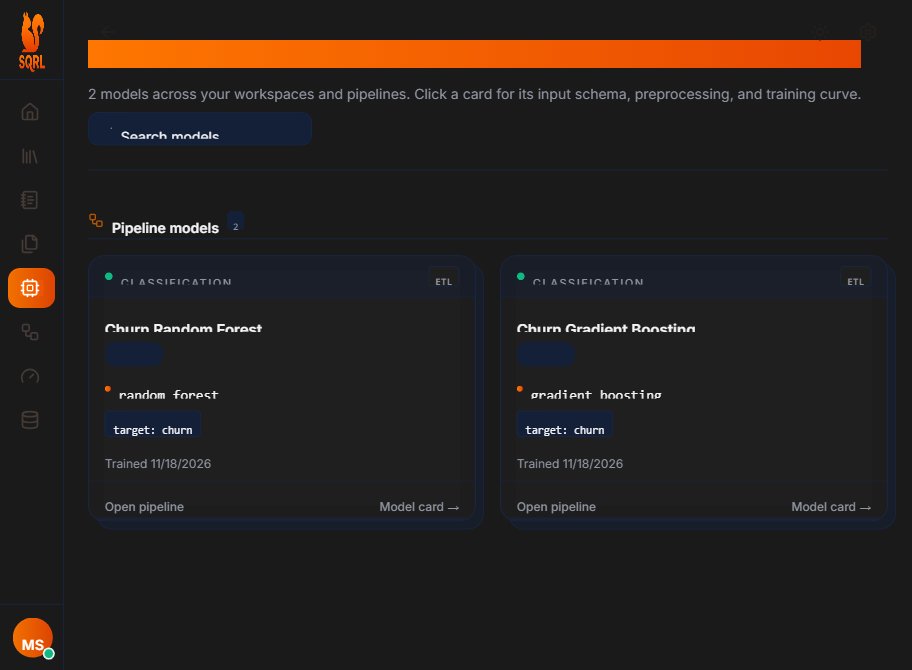 SQRL
2 models across your workspaces and pipelines. Click a card for its input schema, preprocessing, and training curve.
Search models
Pipeline models 2
CLASSIFICATION ETL
Churn Random Forest
random forest
target: churn
Trained 11/18/2026
Open pipeline Model card →
CLASSIFICATION ETL
Churn Gradient Boosting
gradient boosting
target: churn
Trained 11/18/2026
Open pipeline Model card →
MS